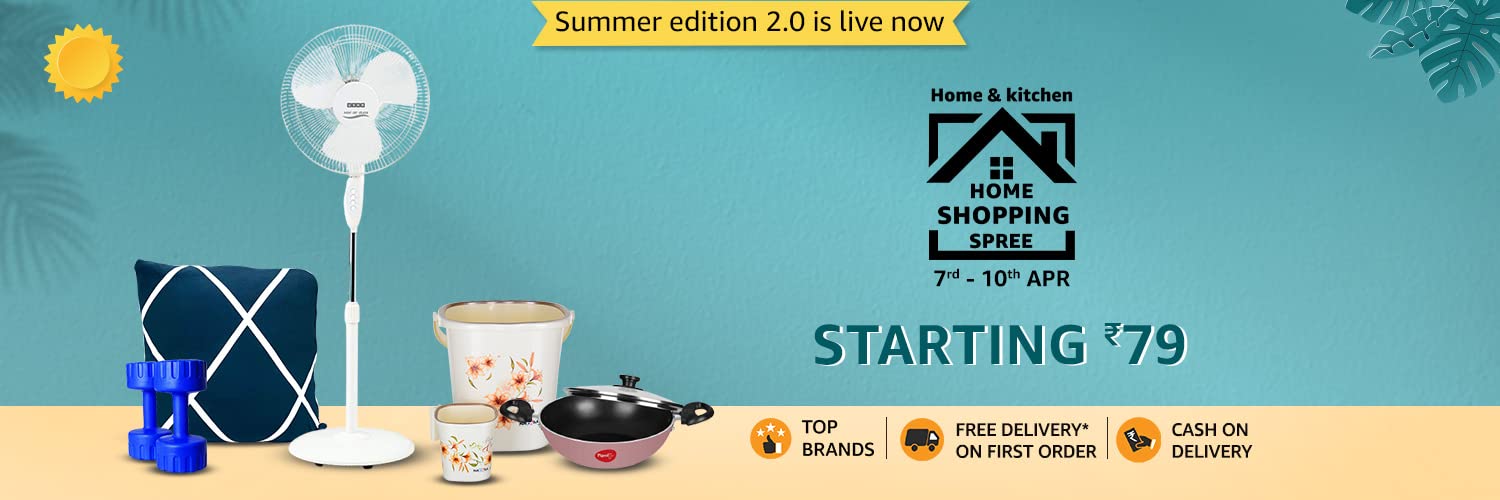 Summer edition 2.0 is live now
Home & kitchen
HOME
SHOPPING
SPREE
7rd - 10th APR
STARTING ₹79
TOP
BRANDS
FREE DELIVERY*
ON FIRST ORDER
CASH ON
DELIVERY